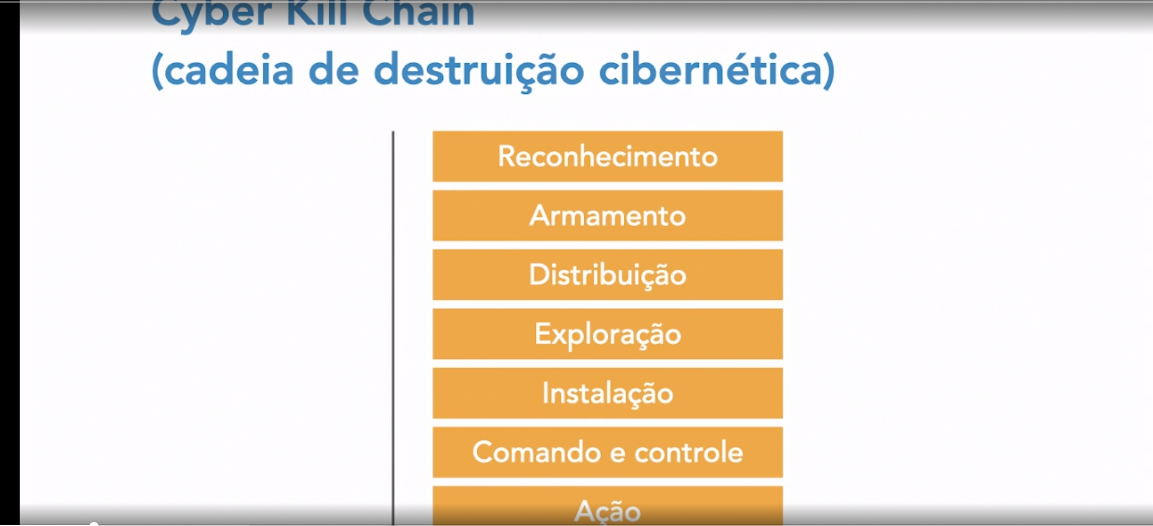 Cyber Kill Chain
(cadeia de destruição cibernética)
Reconhecimento
Armamento
Distribuição
Exploração
Instalação
Comando e controle
Ação